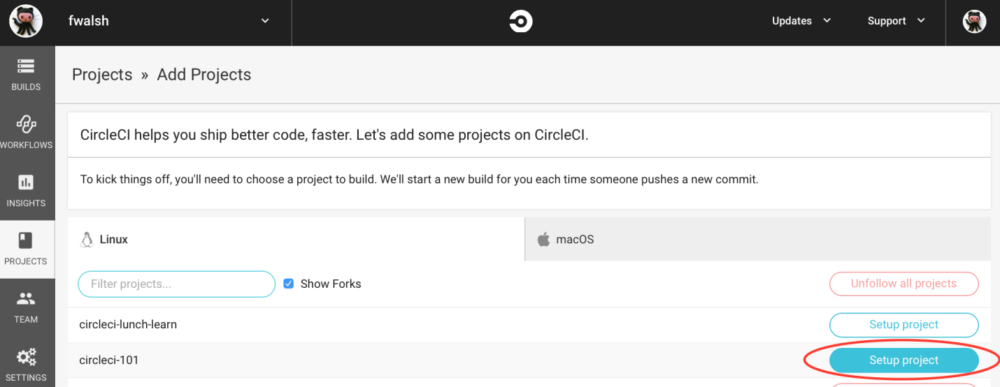 fwalsh
Updates
Support
BUILDS
WORKFLOWS
INSIGHTS
PROJECTS
TEAM
SETTINGS
Projects » Add Projects
CircleCI helps you ship better code, faster. Let's add some projects on CircleCI.
To kick things off, you'll need to choose a project to build. We'll start a new build for you each time someone pushes a new commit.
Linux
macOS
Filter projects...
Show Forks
Unfollow all projects
circleci-lunch-learn
Setup project
circleci-101
Setup project